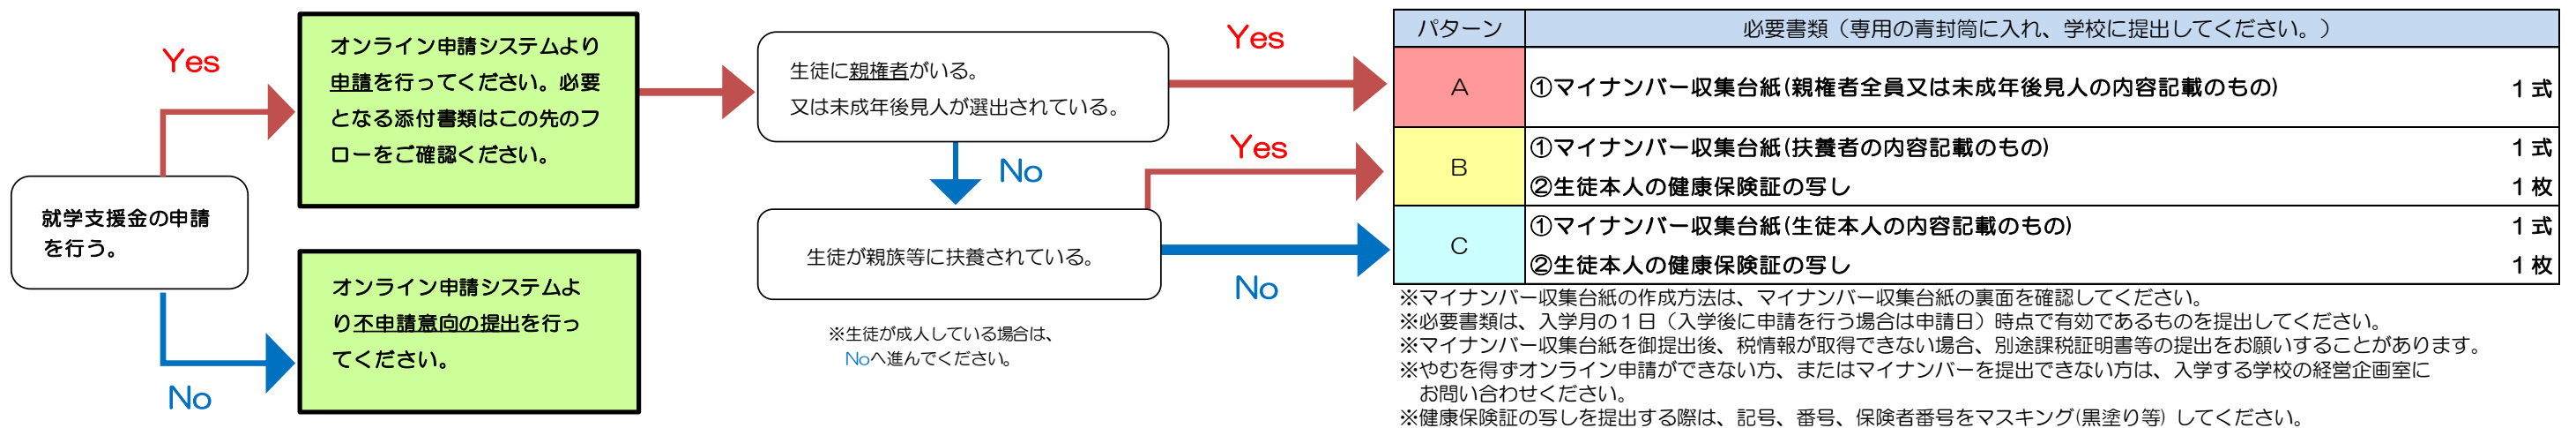 就学支援金の申請
を行う。
Yes
No
オンライン申請システムより
申請を行ってください。必要
となる添付書類はこの先のフ
ローをご確認ください。
オンライン申請システムよ
り不申請意向の提出を行っ
てください。
生徒に親権者がいる。
又は未成年後見人が選出されている。
Yes
No
生徒が親族等に扶養されている。
Yes
No
※生徒が成人している場合は、
Noへ進んでください。
パターン 必要書類（専用の青封筒に入れ、学校に提出してください。）
A ①マイナンバー収集台紙(親権者全員又は未成年後見人の内容記載のもの) 1式
B ①マイナンバー収集台紙(扶養者の内容記載のもの) 1式
②生徒本人の健康保険証の写し 1枚
C ①マイナンバー収集台紙(生徒本人の内容記載のもの) 1式
②生徒本人の健康保険証の写し 1枚
※マイナンバー収集台紙の作成方法は、マイナンバー収集台紙の裏面を確認してください。
※必要書類は、入学月の１日（入学後に申請を行う場合は申請日）時点で有効であるものを提出してください。
※マイナンバー収集台紙を御提出後、税情報が取得できない場合、別途課税証明書等の提出をお願いすることがあります。
※やむを得ずオンライン申請ができない方、またはマイナンバーを提出できない方は、入学する学校の経営企画室に
お問い合わせください。
※健康保険証の写しを提出する際は、記号、番号、保険者番号をマスキング(黒塗り等) してください。